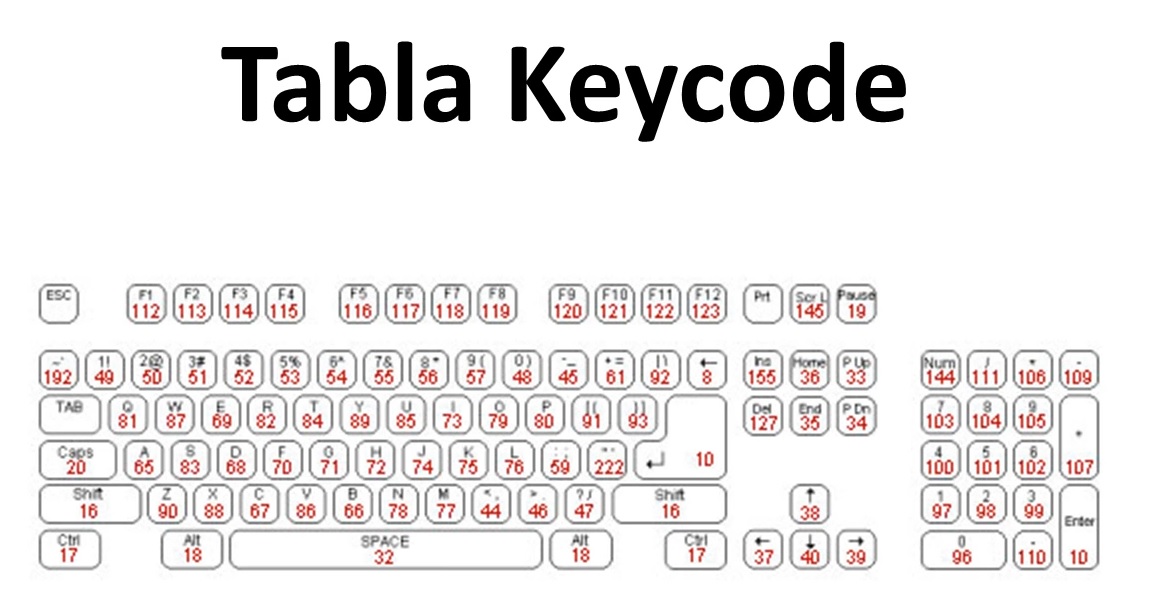 Tabla Keycode
ESC F1 F2 F3 F4 F5 F6 F7 F8 F9 F10 F11 F12 Prt Scr L Pause
112 113 114 115 116 117 118 119 120 121 122 123 145 19
1! 2@ 3# 4$ 5% 6^ 7& 8* 9( 0) -_ += |\ ← Ins Home P Up Num / * -
192 49 50 51 52 53 54 55 56 57 48 45 61 92 8 155 36 33 144 111 106 109
TAB Q W E R T Y U I O P [{ }] Del End P Dn 7 8 9
81 87 69 82 84 89 85 73 79 80 91 93 127 35 34 103 104 105
Caps A S D F G H J K L ; : "' ↵ 4 5 6
20 65 83 68 70 71 72 74 75 76 59 222 10 100 101 102 107
Shift Z X C V B N M <, >. ?/ Shift ↑ 1 2 3
16 90 88 67 86 66 78 77 44 46 47 16 38 97 98 99
Ctrl Alt SPACE Alt Ctrl ← ↓ → 0 . Enter
17 18 32 18 17 37 40 39 96 110 10